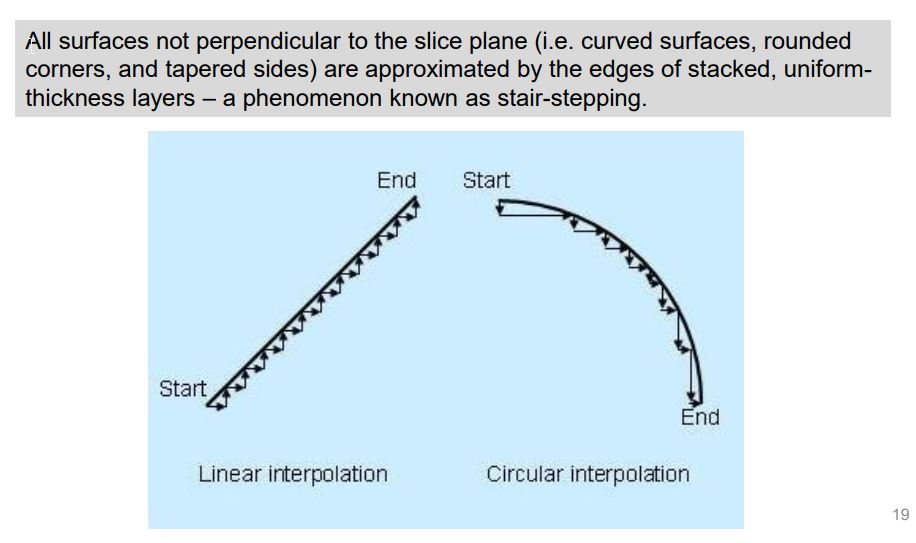 All surfaces not perpendicular to the slice plane (i.e. curved surfaces, rounded
corners, and tapered sides) are approximated by the edges of stacked, uniform-
thickness layers – a phenomenon known as stair-stepping.
End
Start
Start
End
Linear interpolation
Circular interpolation
19